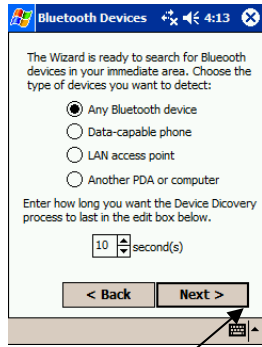 Bluetooth Devices 4:13
The Wizard is ready to search for Blueooth
devices in your immediate area. Choose the
type of devices you want to detect:
Any Bluetooth device
Data-capable phone
LAN access point
Another PDA or computer
Enter how long you want the Device Dicovery
process to last in the edit box below.
10 second(s)
< Back Next >